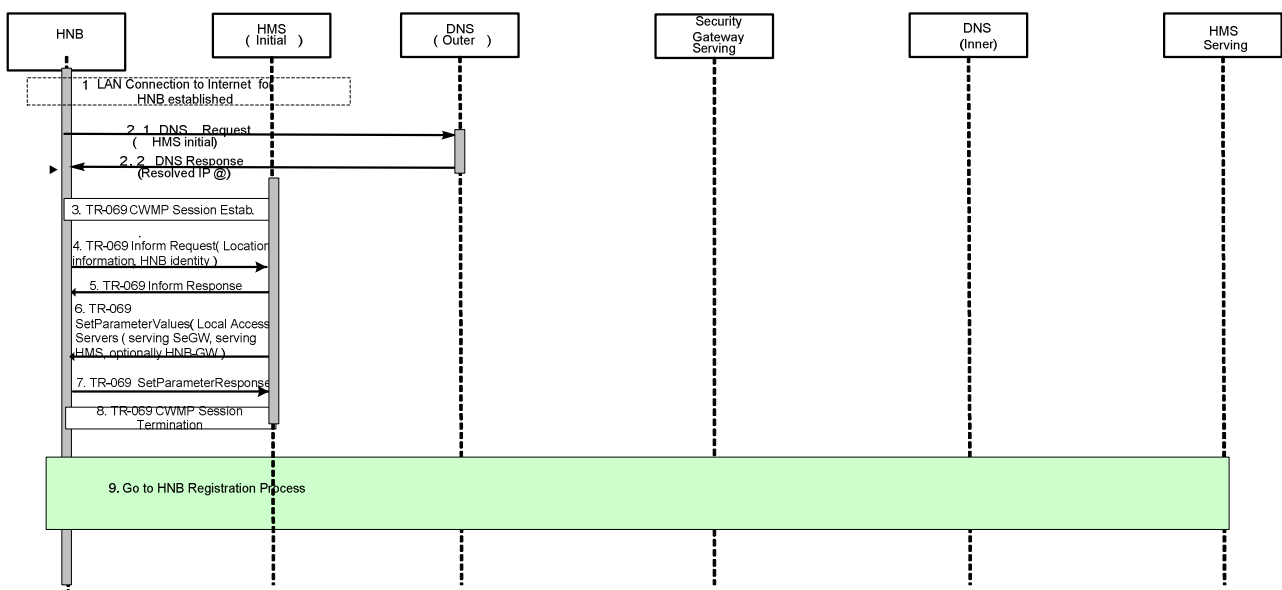 HNB
HMS
( Initial )
DNS
( Outer )
Security
Gateway
Serving
DNS
(Inner)
HMS
Serving
1 LAN Connection to Internet for
HNB established
2. 1. DNS Request
( HMS initial)
2. 2 DNS Response
(Resolved IP @)
3. TR-069 CWMP Session Estab.
4. TR-069 Inform Request( Location
information, HNB identity )
5. TR-069 Inform Response
6. TR-069
SetParameterValues( Local Access
Servers ( serving SeGW, serving
HMS, optionally HNB-GW )
7. TR-069 SetParameterResponse
8. TR-069 CWMP Session
Termination
9. Go to HNB Registration Process